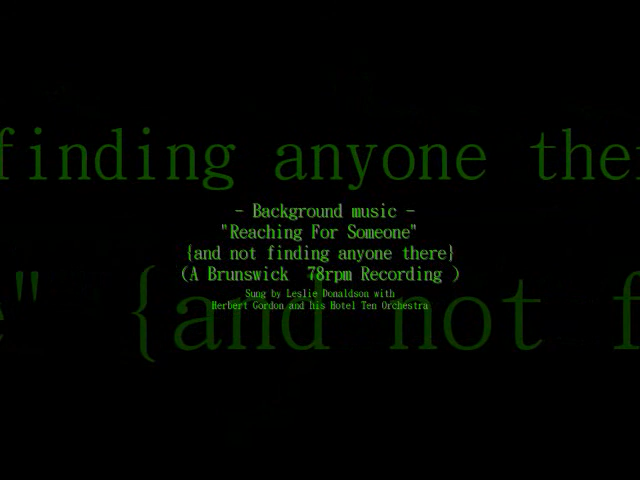 finding anyone ther
- Background music -
"Reaching For Someone"
{and not finding anyone there}
(A Brunswick  78rpm Recording )
Sung by Leslie Donaldson with
Herbert Gordon and his Hotel Ten Orchestra
e" {and not f